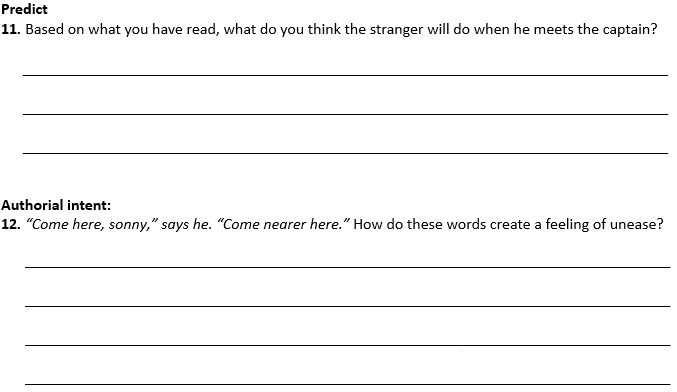 Predict
11. Based on what you have read, what do you think the stranger will do when he meets the captain?
Authorial intent:
12. “Come here, sonny,” says he. “Come nearer here.” How do these words create a feeling of unease?